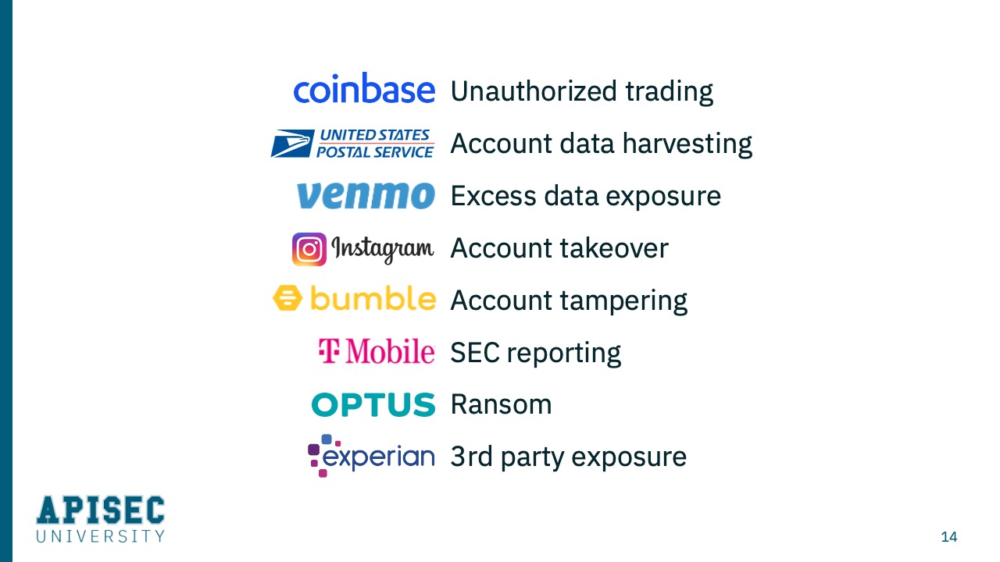 coinbase Unauthorized trading
UNITED STATES
POSTAL SERVICE Account data harvesting
venmo Excess data exposure
Instagram Account takeover
bumble Account tampering
T Mobile SEC reporting
OPTUS Ransom
experian 3rd party exposure
APISEC
UNIVERSITY
14